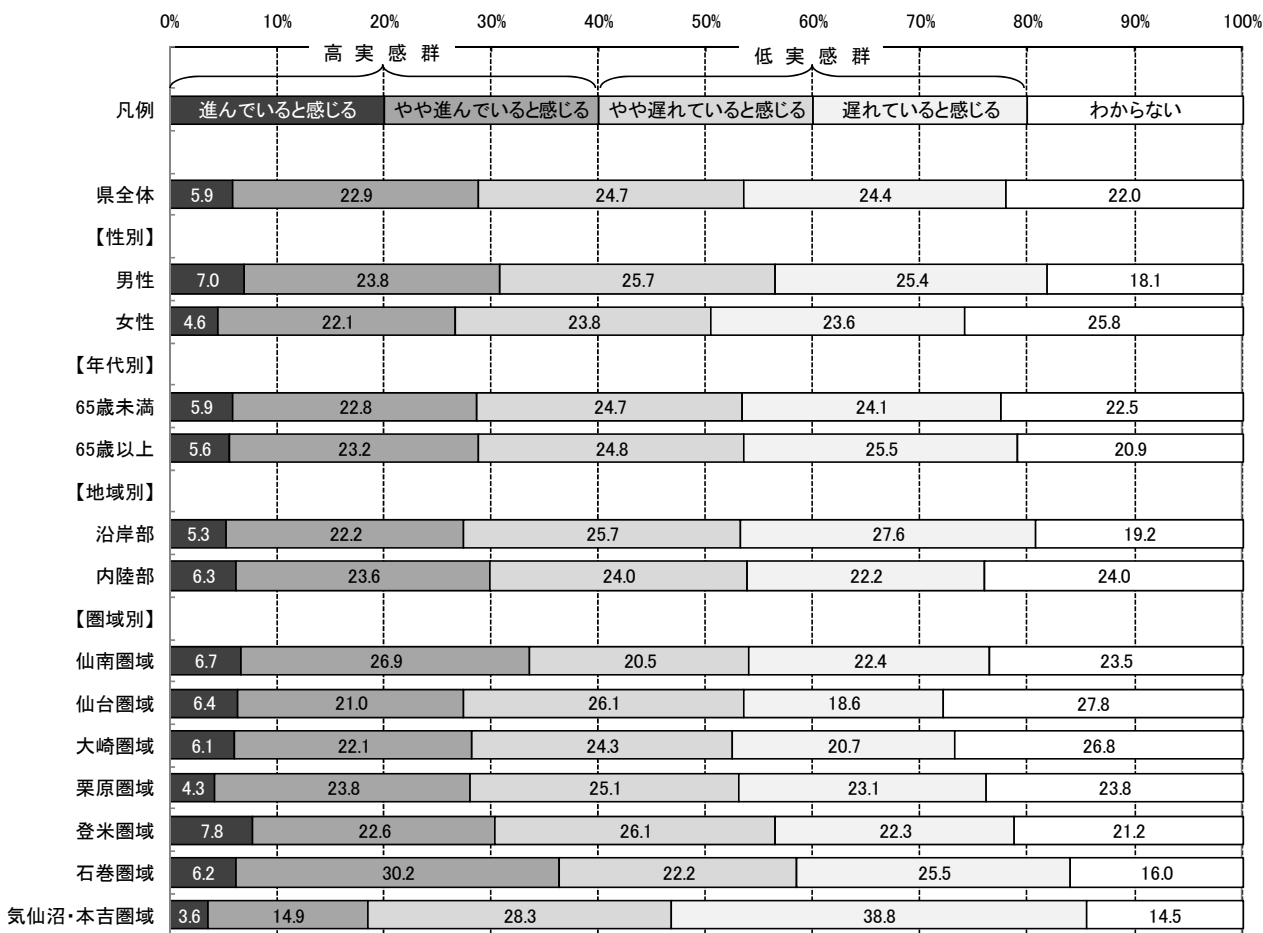 0% 10% 20% 30% 40% 50% 60% 70% 80% 90% 100%
高 実 感 群 低 実 感 群
凡例 進んでいると感じる やや進んでいると感じる やや遅れていると感じる 遅れていると感じる わからない
県全体 5.9 22.9 24.7 24.4 22.0
【性別】
男性 7.0 23.8 25.7 25.4 18.1
女性 4.6 22.1 23.8 23.6 25.8
【年代別】
65歳未満 5.9 22.8 24.7 24.1 22.5
65歳以上 5.6 23.2 24.8 25.5 20.9
【地域別】
沿岸部 5.3 22.2 25.7 27.6 19.2
内陸部 6.3 23.6 24.0 22.2 24.0
【圏域別】
仙南圏域 6.7 26.9 20.5 22.4 23.5
仙台圏域 6.4 21.0 26.1 18.6 27.8
大崎圏域 6.1 22.1 24.3 20.7 26.8
栗原圏域 4.3 23.8 25.1 23.1 23.8
登米圏域 7.8 22.6 26.1 22.3 21.2
石巻圏域 6.2 30.2 22.2 25.5 16.0
気仙沼・本吉圏域 3.6 14.9 28.3 38.8 14.5